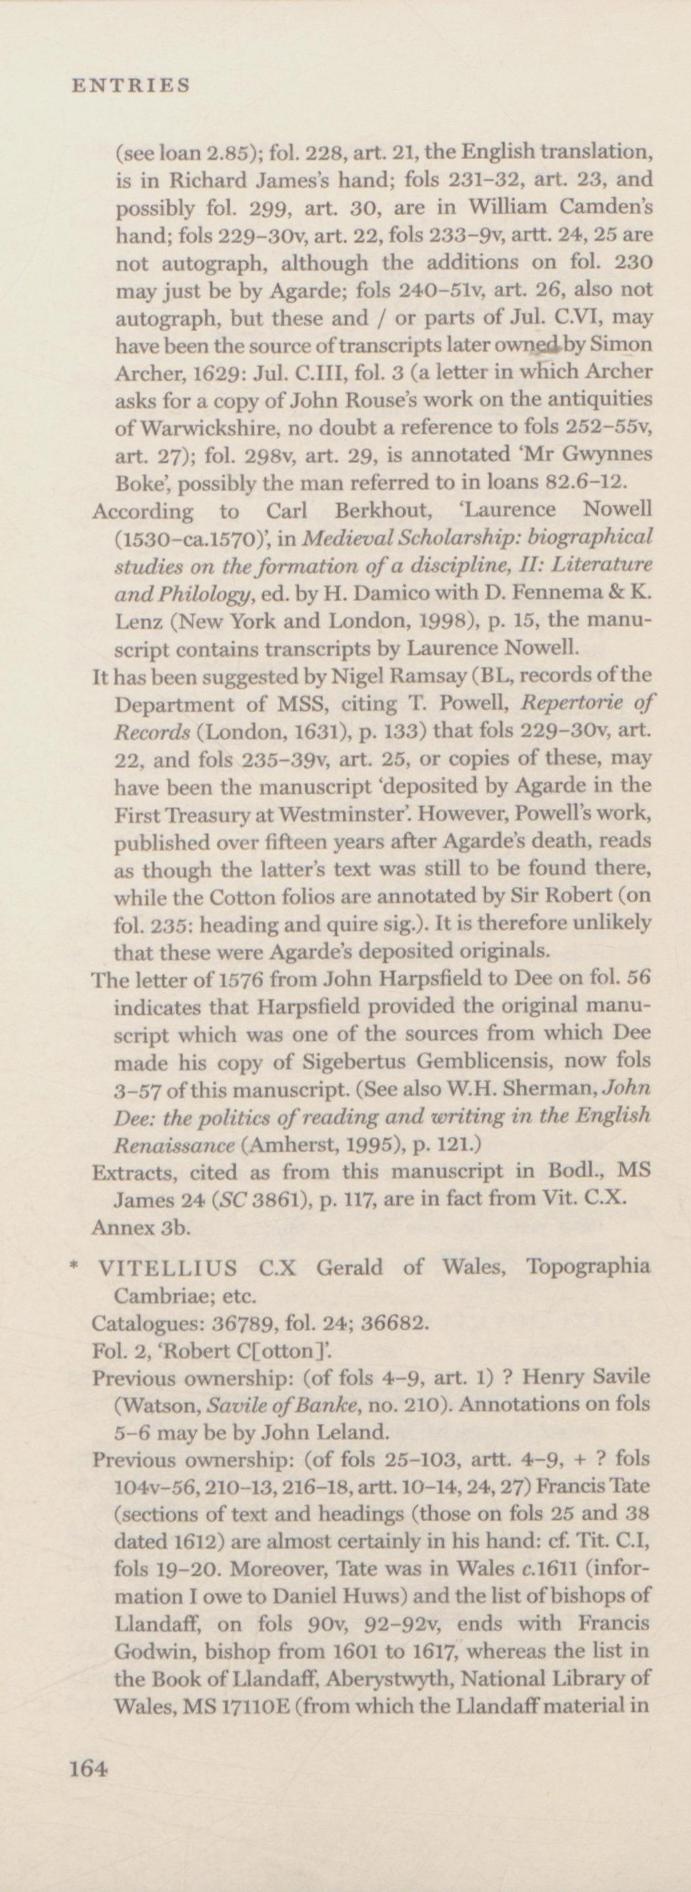 ENTRIES
(see loan 2.85); fol. 228, art. 21, the English translation,
is in Richard James's hand; fols 231–32, art. 23, and
possibly fol. 299, art. 30, are in William Camden's
hand; fols 229–30v, art. 22, fols 233–9v, artt. 24, 25 are
not autograph, although the additions on fol. 230
may just be by Agarde; fols 240–51v, art. 26, also not
autograph, but these and / or parts of Jul. C.VI, may
have been the source of transcripts later owned by Simon
Archer, 1629: Jul. C.III, fol. 3 (a letter in which Archer
asks for a copy of John Rouse's work on the antiquities
of Warwickshire, no doubt a reference to fols 252–55v,
art. 27); fol. 298v, art. 29, is annotated 'Mr Gwynnes
Boke', possibly the man referred to in loans 82.6–12.
According to Carl Berkhout, 'Laurence Nowell
(1530–ca.1570)', in Medieval Scholarship: biographical
studies on the formation of a discipline, II: Literature
and Philology, ed. by H. Damico with D. Fennema & K.
Lenz (New York and London, 1998), p. 15, the manu-
script contains transcripts by Laurence Nowell.
It has been suggested by Nigel Ramsay (BL, records of the
Department of MSS, citing T. Powell, Repertorie of
Records (London, 1631), p. 133) that fols 229–30v, art.
22, and fols 235–39v, art. 25, or copies of these, may
have been the manuscript 'deposited by Agarde in the
First Treasury at Westminster'. However, Powell's work,
published over fifteen years after Agarde's death, reads
as though the latter's text was still to be found there,
while the Cotton folios are annotated by Sir Robert (on
fol. 235: heading and quire sig.). It is therefore unlikely
that these were Agarde's deposited originals.
The letter of 1576 from John Harpsfield to Dee on fol. 56
indicates that Harpsfield provided the original manu-
script which was one of the sources from which Dee
made his copy of Sigebertus Gemblicensis, now fols
3–57 of this manuscript. (See also W.H. Sherman, John
Dee: the politics of reading and writing in the English
Renaissance (Amherst, 1995), p. 121.)
Extracts, cited as from this manuscript in Bodl., MS
James 24 (SC 3861), p. 117, are in fact from Vit. C.X.
Annex 3b.
* VITELLIUS C.X Gerald of Wales, Topographia
Cambriae; etc.
Catalogues: 36789, fol. 24; 36682.
Fol. 2, 'Robert C[otton]'.
Previous ownership: (of fols 4–9, art. 1) ? Henry Savile
(Watson, Savile of Banke, no. 210). Annotations on fols
5–6 may be by John Leland.
Previous ownership: (of fols 25–103, artt. 4–9, + ? fols
104v–56, 210–13, 216–18, artt. 10–14, 24, 27) Francis Tate
(sections of text and headings (those on fols 25 and 38
dated 1612) are almost certainly in his hand: cf. Tit. C.I,
fols 19–20. Moreover, Tate was in Wales c.1611 (infor-
mation I owe to Daniel Huws) and the list of bishops of
Llandaff, on fols 90v, 92–92v, ends with Francis
Godwin, bishop from 1601 to 1617, whereas the list in
the Book of Llandaff, Aberystwyth, National Library of
Wales, MS 17110E (from which the Llandaff material in
164